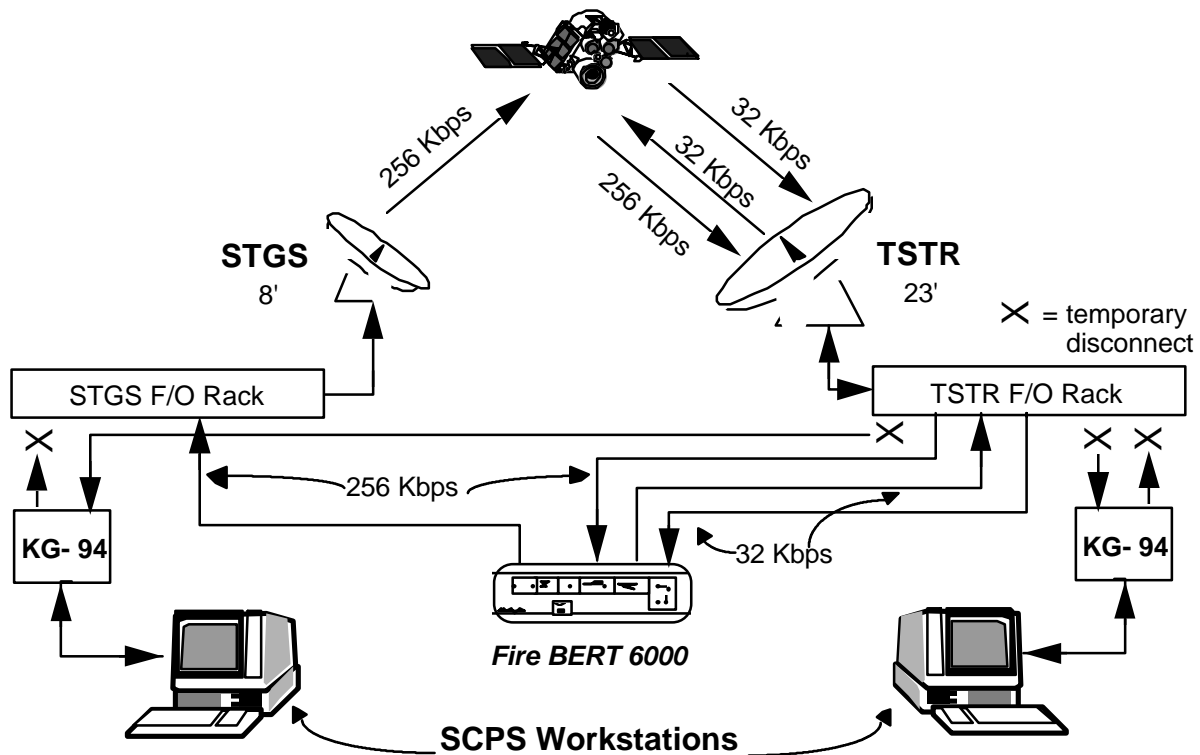 256 Kbps
32 Kbps
32 Kbps
256 Kbps
STGS
8'
TSTR
23'
X = temporary
disconnect
STGS F/O Rack
TSTR F/O Rack
X
X
X
X
256 Kbps
32 Kbps
KG- 94
KG- 94
Fire BERT 6000
SCPS Workstations